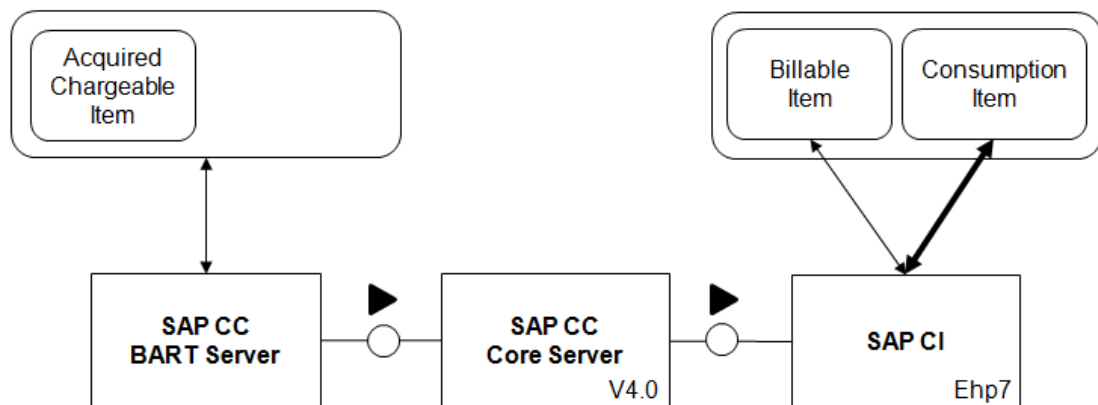 Acquired
Chargeable
Item
Billable
Item
Consumption
Item
SAP CC
BART Server
SAP CC
Core Server
V4.0
SAP CI
Ehp7